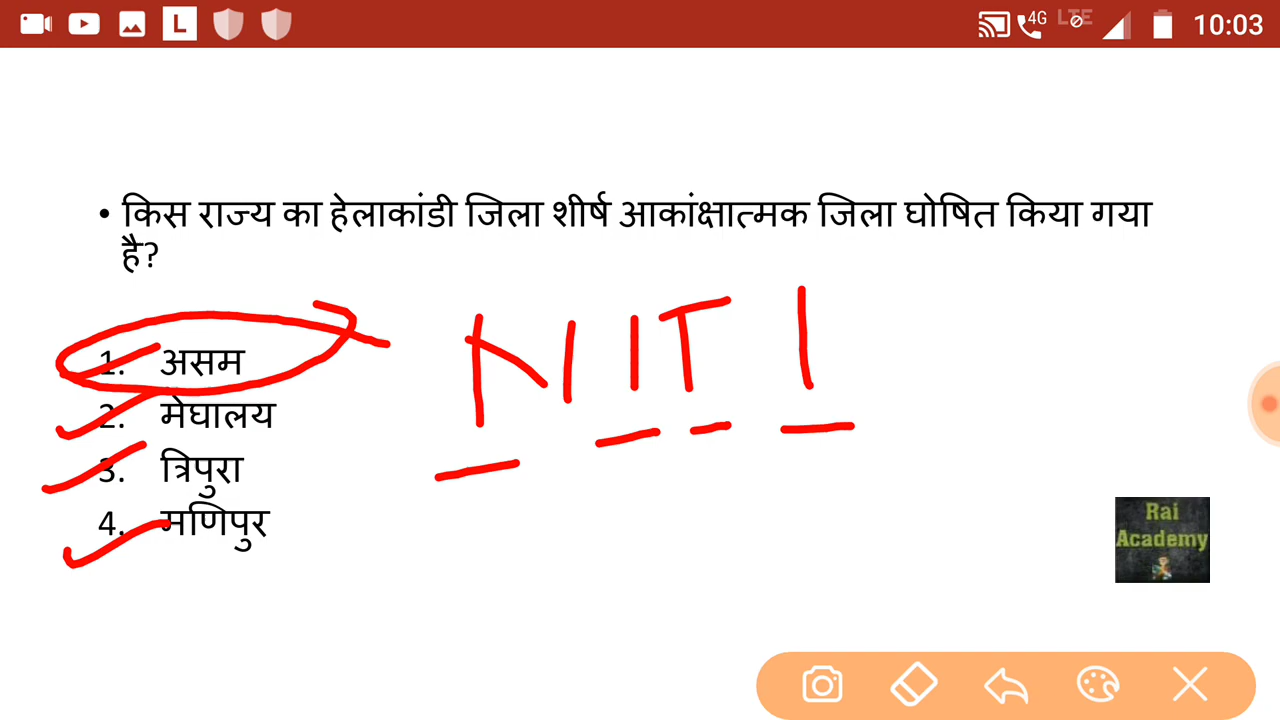 L 4G LTE 10:03
• किस राज्य का हेलाकांडी जिला शीर्ष आकांक्षात्मक जिला घोषित किया गया
है?
1. असम
2. मेघालय
3. त्रिपुरा
4. मणिपुर
NITI
Rai
Academy